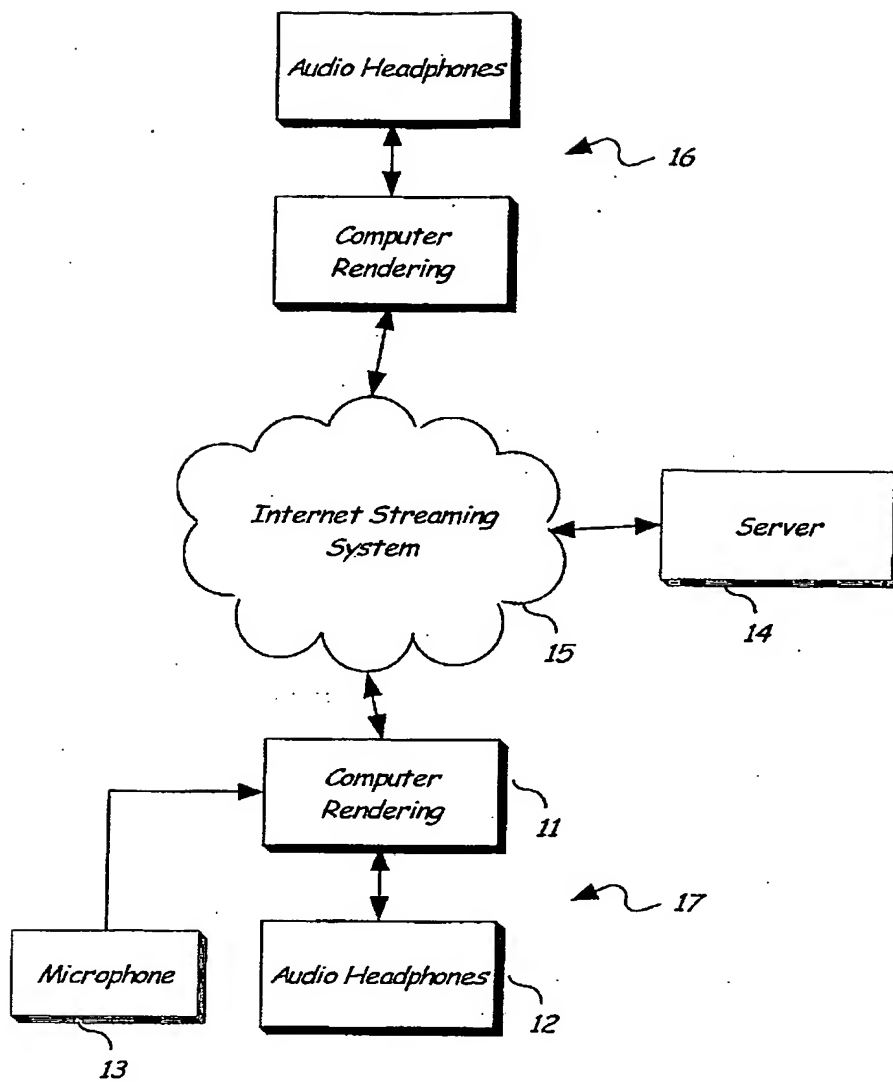 Audio Headphones
16
Computer
Rendering
Internet Streaming
System
Server
14
15
Computer
Rendering
11
17
Microphone
Audio Headphones
13
12